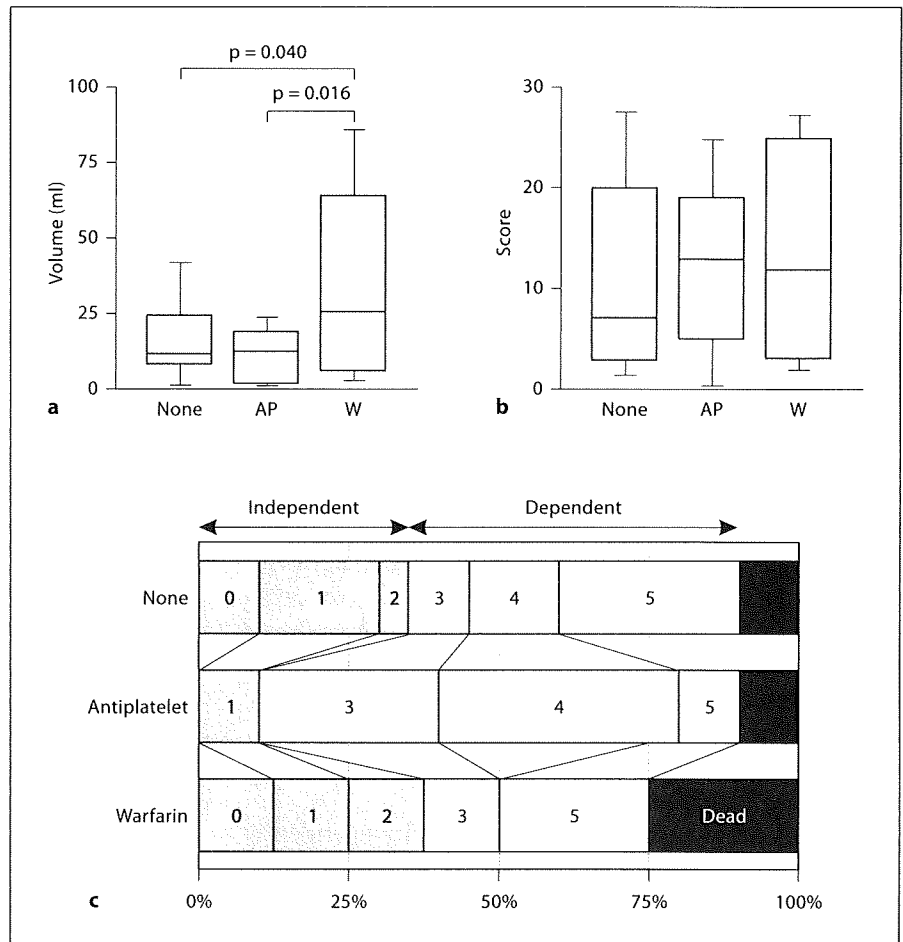 p = 0.040
p = 0.016
100
75
50
25
0
Volume (ml)
None AP W
a
30
20
10
0
Score
None AP W
b
Independent Dependent
None 0 1 2 3 4 5
Antiplatelet 1 3 4 5
Warfarin 0 1 2 3 5 Dead
0% 25% 50% 75% 100%
c